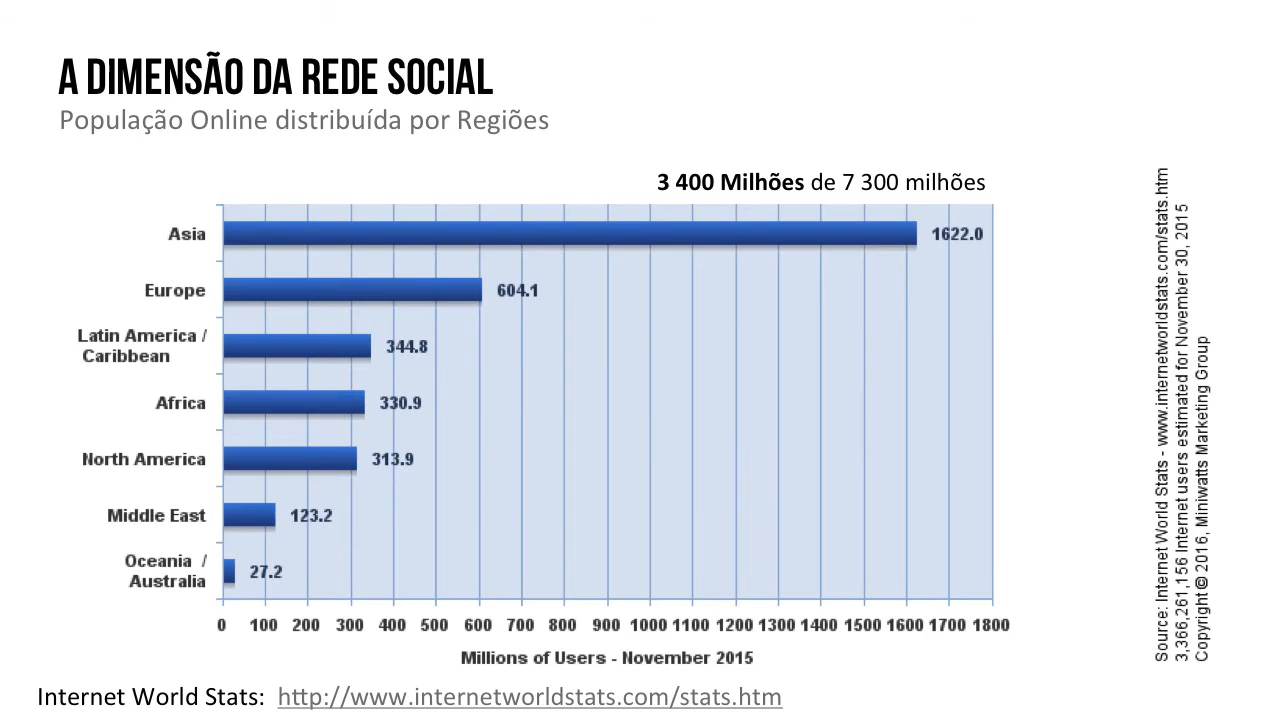 A DIMENSÃO DA REDE SOCIAL
População Online distribuída por Regiões
3 400 Milhões de 7 300 milhões
Asia
1622.0
Europe
604.1
Latin America /
Caribbean
344.8
Africa
330.9
North America
313.9
Middle East
123.2
Oceania /
Australia
27.2
0 100 200 300 400 500 600 700 800 900 1000 1100 1200 1300 1400 1500 1600 1700 1800
Millions of Users - November 2015
Source: Internet World Stats - www.internetworldstats.com/stats.htm
3,366,261,156 Internet users estimated for November 30, 2015
Copyright © 2016, Miniwatts Marketing Group
Internet World Stats: http://www.internetworldstats.com/stats.htm